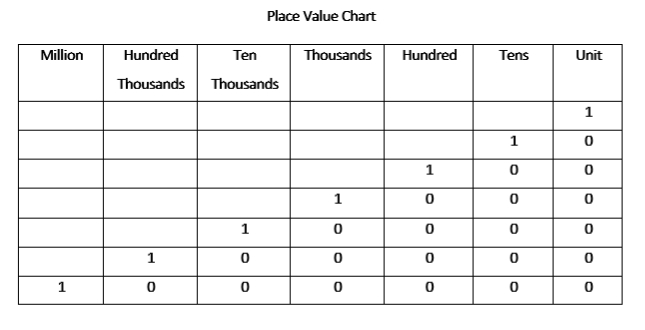 Place Value Chart
Million Hundred Thousands Ten Thousands Thousands Hundred Tens Unit
1
1 0
1 0 0
1 0 0 0
1 0 0 0 0
1 0 0 0 0 0
1 0 0 0 0 0 0